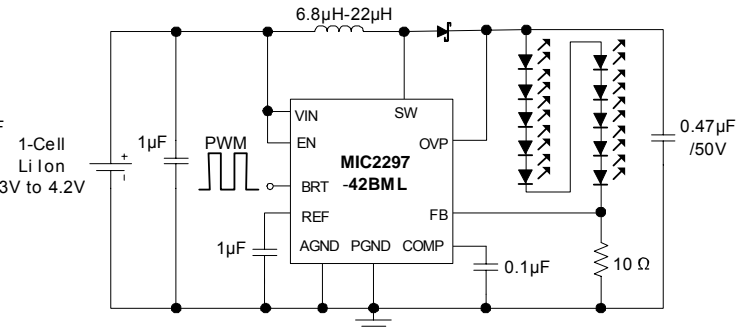 6.8µH-22µH
1-Cell
Li Ion
3V to 4.2V
1µF
PWM
VIN
EN
BRT
REF
AGND
PGND
COMP
SW
OVP
FB
MIC2297
-42BML
1µF
0.1µF
10 Ω
0.47µF
/50V
+
-
F